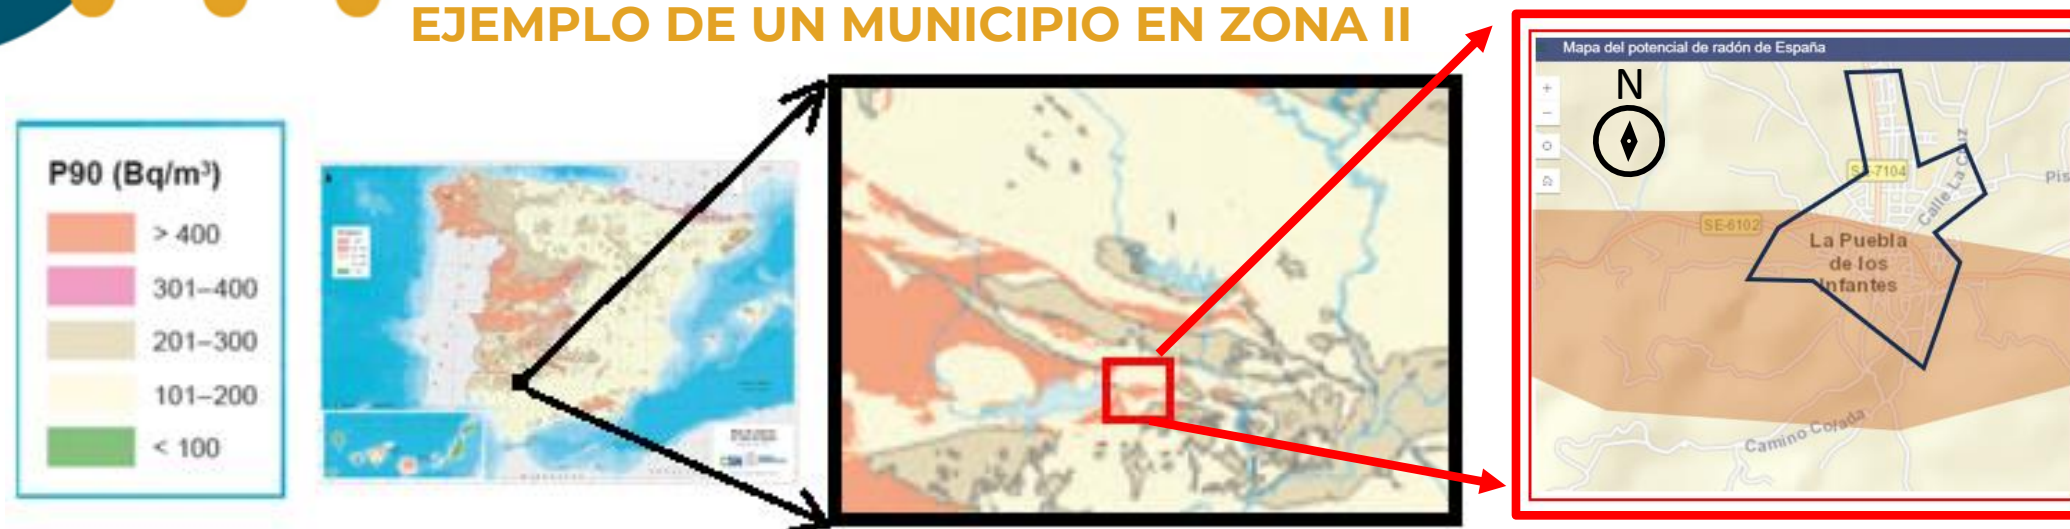 EJEMPLO DE UN MUNICIPIO EN ZONA II
P90 (Bq/m³)
> 400
301–400
201–300
101–200
< 100
Mapa del potencial de radón de España
N
+
−
SE-7104
Calle La Cruz
Pis
SE-6102
La Puebla
de los
Infantes
Camino Cojada